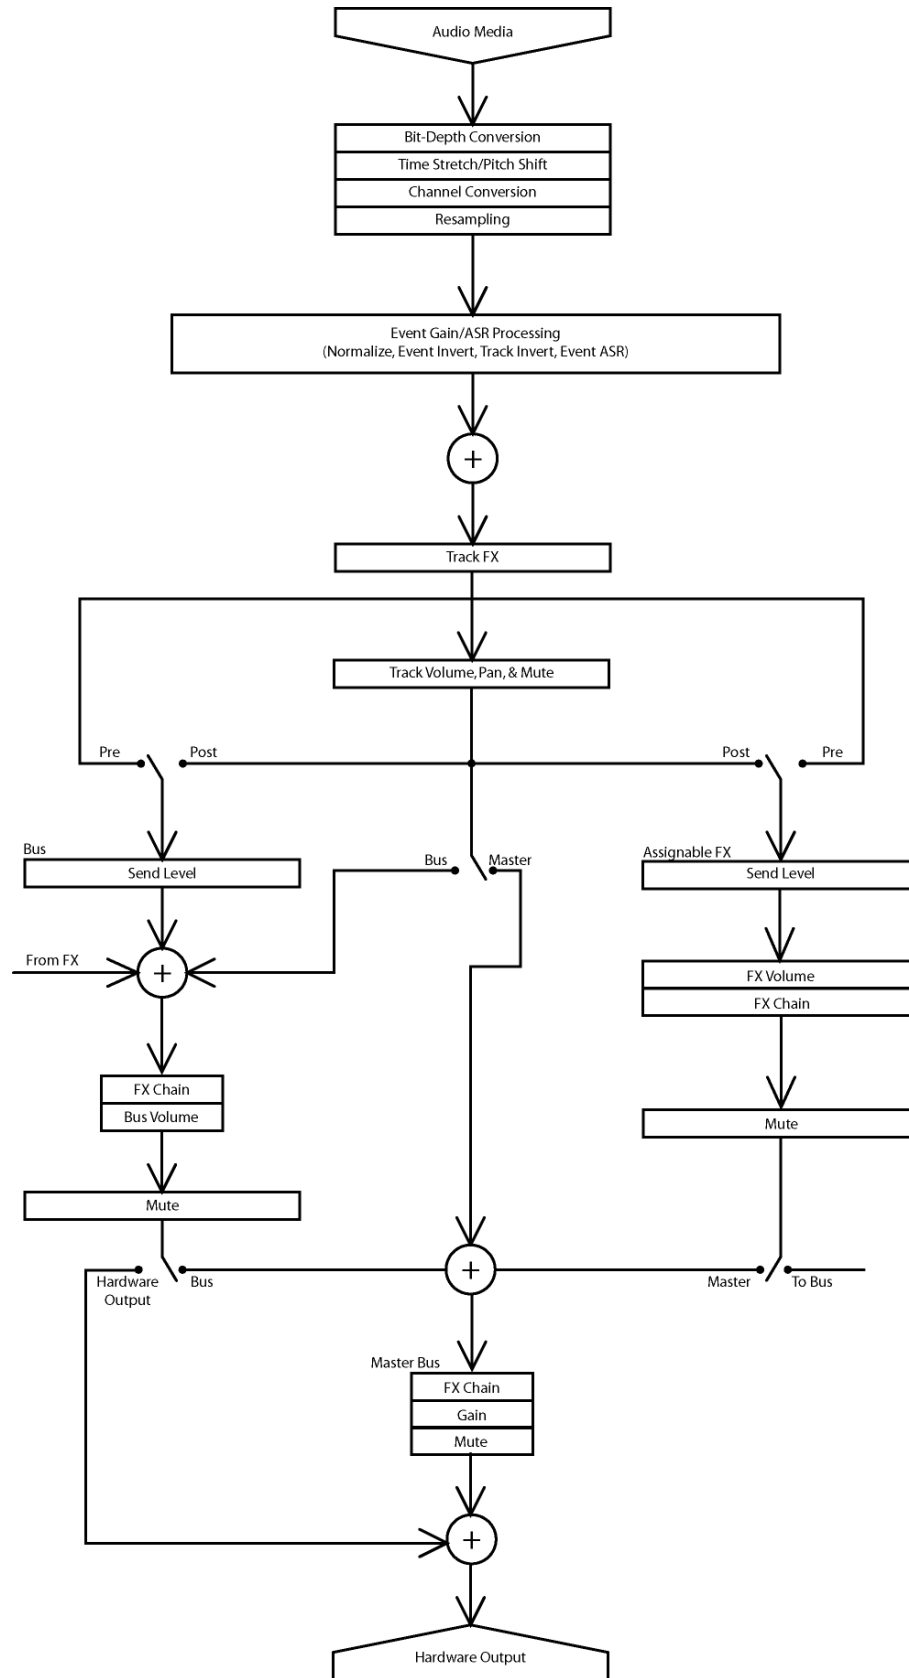 Audio Media
Bit-Depth Conversion
Time Stretch/Pitch Shift
Channel Conversion
Resampling
Event Gain/ASR Processing
(Normalize, Event Invert, Track Invert, Event ASR)
+
Track FX
Track Volume, Pan, & Mute
Pre
Post
Post
Pre
Bus
Send Level
Bus
Master
Assignable FX
Send Level
From FX
+
FX Volume
FX Chain
FX Chain
Bus Volume
Mute
Mute
Hardware
Output
Bus
+
Master
To Bus
Master Bus
FX Chain
Gain
Mute
+
Hardware Output